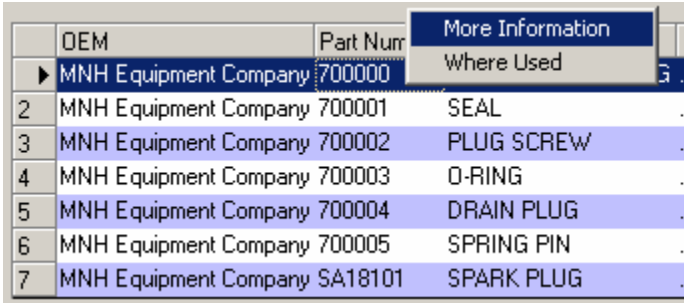 More Information
OEM Part Num
Where Used
MNH Equipment Company 700000 G .
2 MNH Equipment Company 700001 SEAL .
3 MNH Equipment Company 700002 PLUG SCREW .
4 MNH Equipment Company 700003 O-RING .
5 MNH Equipment Company 700004 DRAIN PLUG .
6 MNH Equipment Company 700005 SPRING PIN .
7 MNH Equipment Company SA18101 SPARK PLUG .